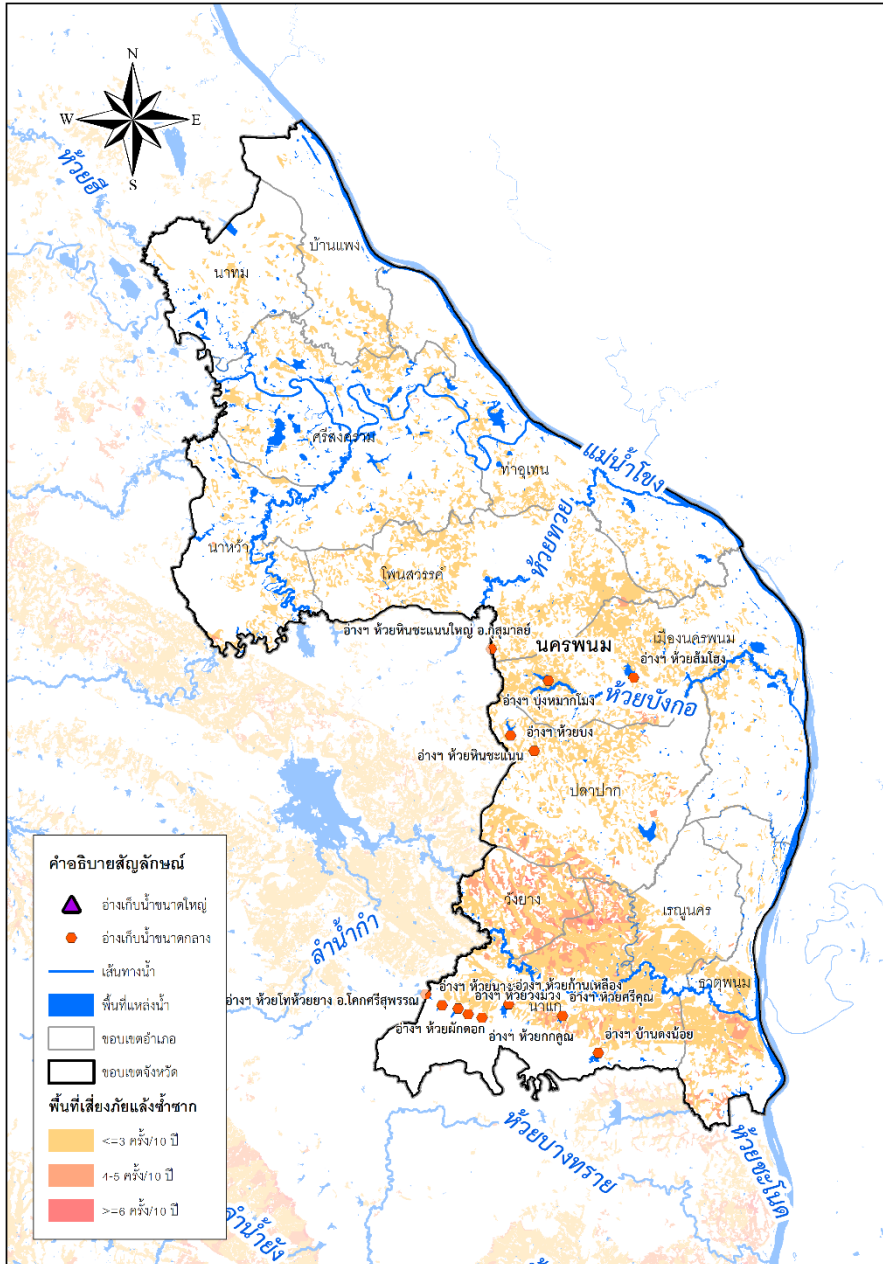 N
W
E
S
ห้วยฮี
บ้านแพง
นาทม
ศรีสงคราม
ท่าอุเทน
แม่น้ำโขง
ห้วยทวย
นาหว้า
โพนสวรรค์
อ่างฯ ห้วยหินชะแนนใหญ่ อ.กุสุมาลย์
นครพนม
เมืองนครพนม
อ่างฯ ห้วยส้มโฮง
ห้วยบังกอ
อ่างฯ บุ่งหมากโมง
อ่างฯ ห้วยบง
อ่างฯ ห้วยหินชะแนน
ปลาปาก
วังยาง
เรณูนคร
ลำน้ำก่ำ
ธาตุพนม
อ่างฯ ห้วยก้านเหลือง
อ่างฯ ห้วยโทห้วยยาง อ.โคกศรีสุพรรณ
อ่างฯ ห้วยวังม่วง
อ่างฯ ห้วยศรีคูณ
นาแก
อ่างฯ ห้วยผักดอก
อ่างฯ ห้วยกกคูณ
อ่างฯ บ้านดงน้อย
ห้วยบางทราย
ห้วยชะโนด
ลำน้ำยัง
คำอธิบายสัญลักษณ์
อ่างเก็บน้ำขนาดใหญ่
อ่างเก็บน้ำขนาดกลาง
เส้นทางน้ำ
พื้นที่แหล่งน้ำ
ขอบเขตอำเภอ
ขอบเขตจังหวัด
พื้นที่เสี่ยงภัยแล้งซ้ำซาก
<=3 ครั้ง/10 ปี
4-5 ครั้ง/10 ปี
>=6 ครั้ง/10 ปี